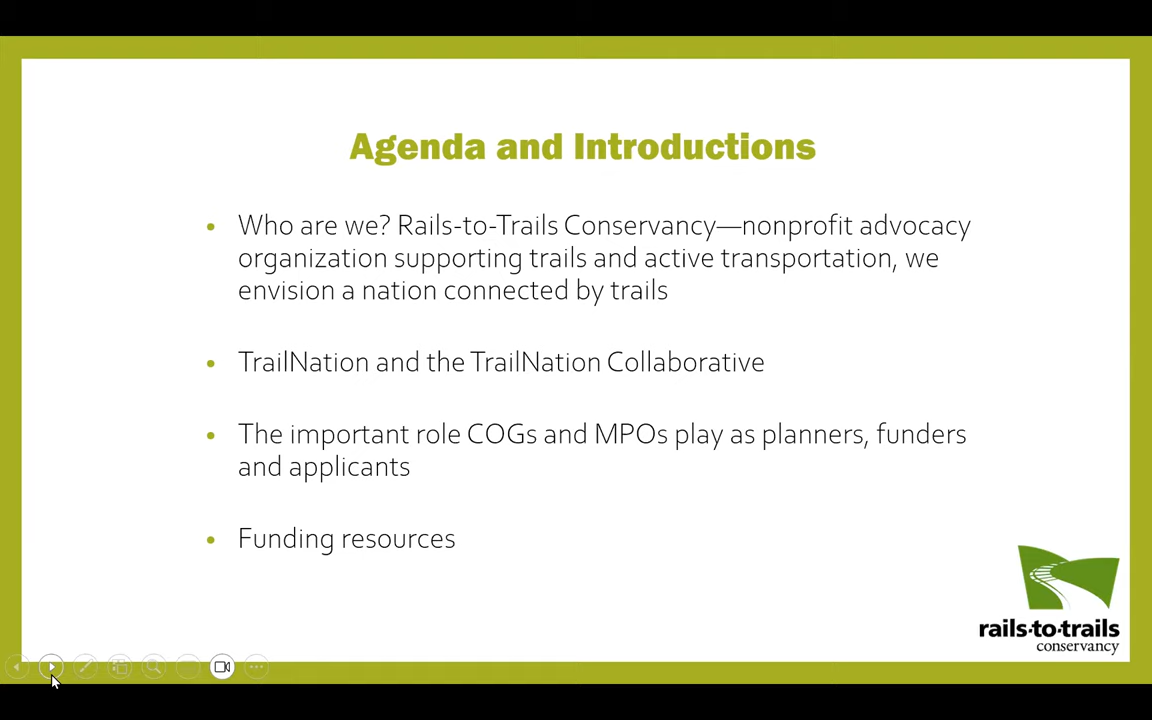 Agenda and Introductions
• Who are we? Rails-to-Trails Conservancy—nonprofit advocacy
organization supporting trails and active transportation, we
envision a nation connected by trails
• TrailNation and the TrailNation Collaborative
• The important role COGs and MPOs play as planners, funders
and applicants
• Funding resources
rails-to-trails
conservancy